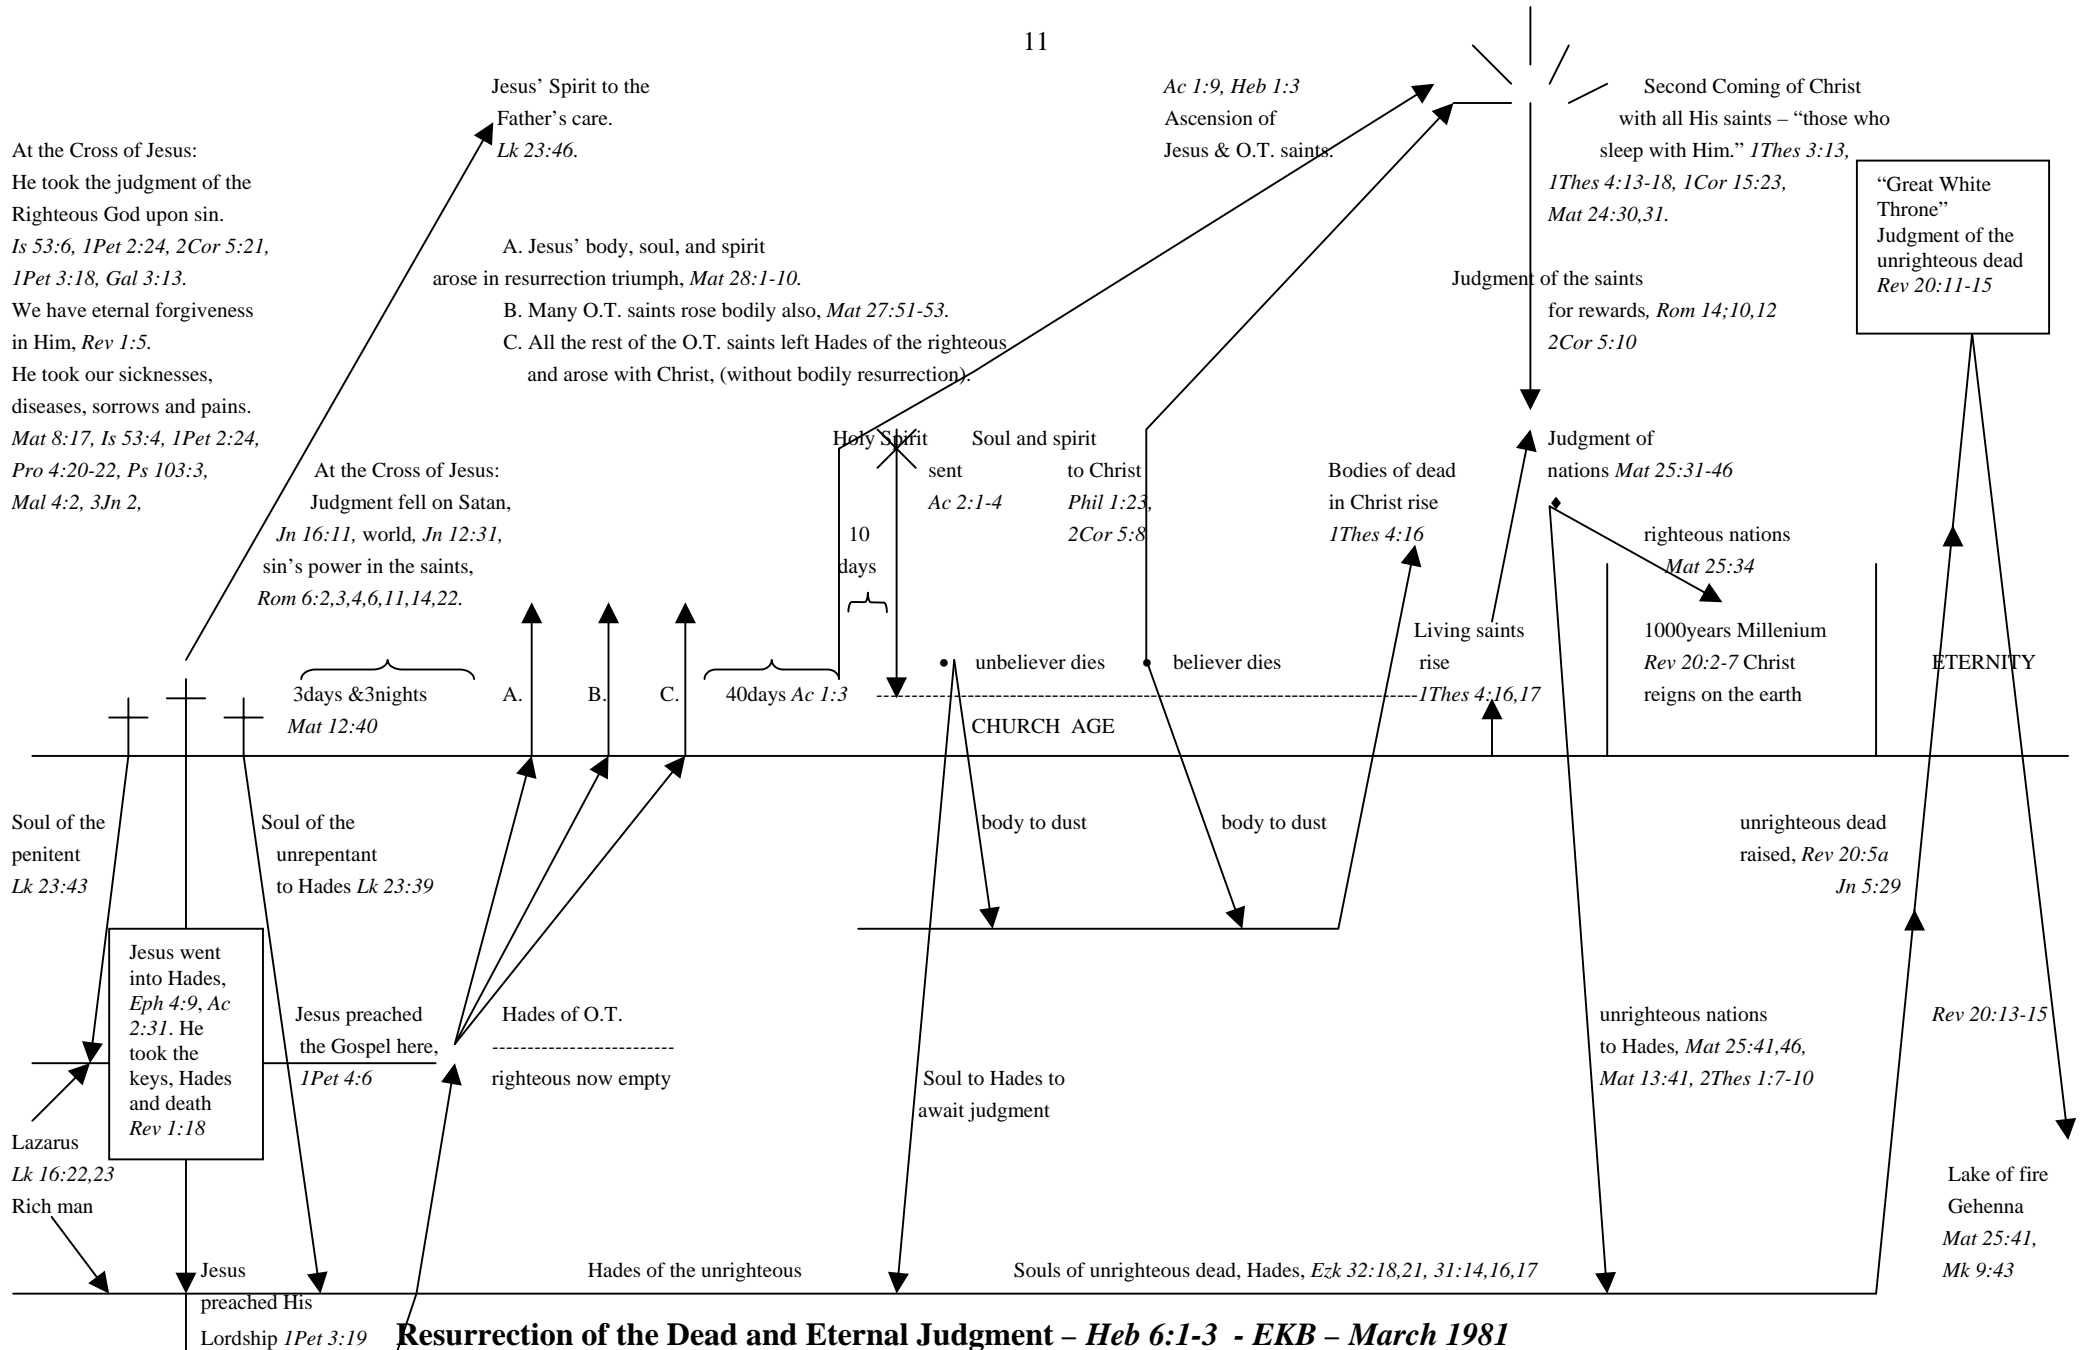 11
Jesus’ Spirit to the
Father’s care.
Lk 23:46.
At the Cross of Jesus:
He took the judgment of the
Righteous God upon sin.
Is 53:6, 1Pet 2:24, 2Cor 5:21,
1Pet 3:18, Gal 3:13.
We have eternal forgiveness
in Him, Rev 1:5.
He took our sicknesses,
diseases, sorrows and pains.
Mat 8:17, Is 53:4, 1Pet 2:24,
Pro 4:20-22, Ps 103:3,
Mal 4:2, 3Jn 2,
A. Jesus’ body, soul, and spirit
arose in resurrection triumph, Mat 28:1-10.
B. Many O.T. saints rose bodily also, Mat 27:51-53.
C. All the rest of the O.T. saints left Hades of the righteous
and arose with Christ, (without bodily resurrection).
Ac 1:9, Heb 1:3
Ascension of
Jesus & O.T. saints.
Second Coming of Christ
with all His saints – “those who
sleep with Him.” 1Thes 3:13,
1Thes 4:13-18, 1Cor 15:23,
Mat 24:30,31.
Judgment of the saints
for rewards, Rom 14;10,12
2Cor 5:10
“Great White
Throne”
Judgment of the
unrighteous dead
Rev 20:11-15
At the Cross of Jesus:
Judgment fell on Satan,
Jn 16:11, world, Jn 12:31,
sin’s power in the saints,
Rom 6:2,3,4,6,11,14,22.
Holy Spirit
sent
Ac 2:1-4
10
days
Soul and spirit
to Christ
Phil 1:23,
2Cor 5:8
Bodies of dead
in Christ rise
1Thes 4:16
Judgment of
nations Mat 25:31-46
righteous nations
Mat 25:34
3days &3nights
Mat 12:40
A.
B.
C.
40days Ac 1:3
unbeliever dies
believer dies
CHURCH AGE
Living saints
rise
1Thes 4:16,17
1000years Millenium
Rev 20:2-7 Christ
reigns on the earth
ETERNITY
Soul of the
penitent
Lk 23:43
Soul of the
unrepentant
to Hades Lk 23:39
body to dust
body to dust
unrighteous dead
raised, Rev 20:5a
Jn 5:29
Jesus went
into Hades,
Eph 4:9, Ac
2:31. He
took the
keys, Hades
and death
Rev 1:18
Jesus preached
the Gospel here,
1Pet 4:6
Hades of O.T.
righteous now empty
Soul to Hades to
await judgment
unrighteous nations
to Hades, Mat 25:41,46,
Mat 13:41, 2Thes 1:7-10
Rev 20:13-15
Lazarus
Lk 16:22,23
Rich man
Lake of fire
Gehenna
Mat 25:41,
Mk 9:43
Jesus
preached His
Lordship 1Pet 3:19
Hades of the unrighteous
Souls of unrighteous dead, Hades, Ezk 32:18,21, 31:14,16,17
Resurrection of the Dead and Eternal Judgment – Heb 6:1-3 - EKB – March 1981